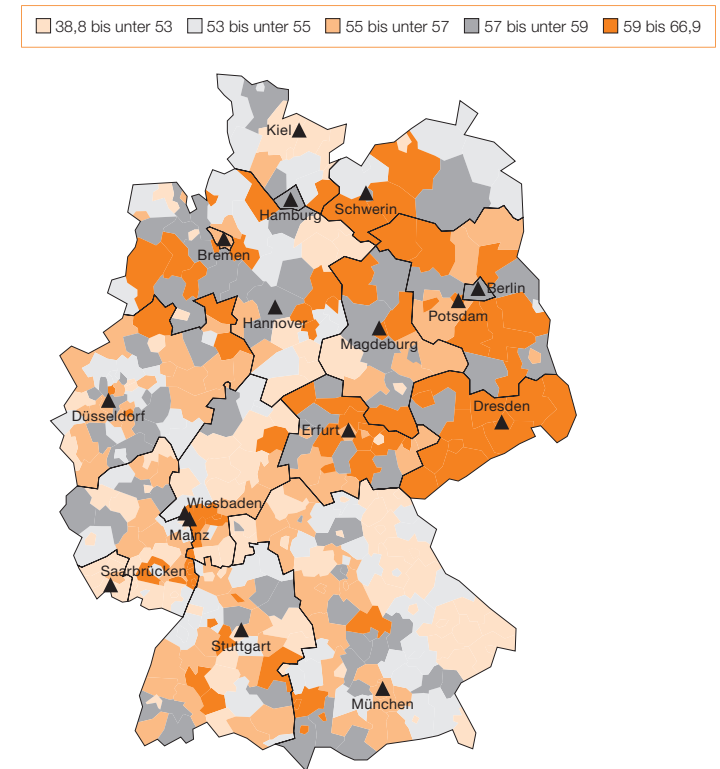 38,8 bis unter 53 53 bis unter 55 55 bis unter 57 57 bis unter 59 59 bis 66,9
Kiel
Hamburg
Schwerin
Bremen
Berlin
Potsdam
Hannover
Magdeburg
Düsseldorf
Dresden
Erfurt
Wiesbaden
Mainz
Saarbrücken
Stuttgart
München